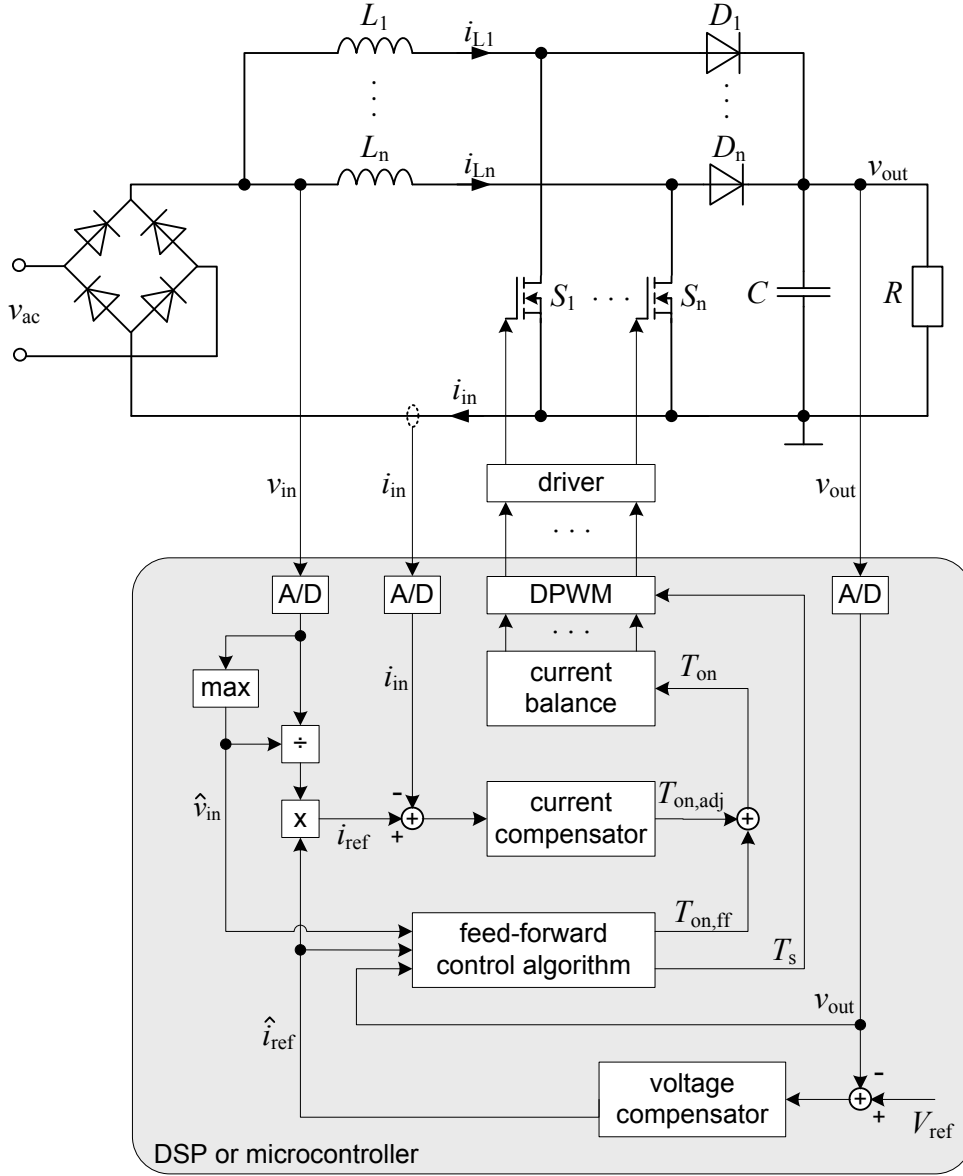 L1
iL1
D1
Ln
iLn
Dn
vout
vac
S1
. . .
Sn
C
R
iin
vin
iin
driver
vout
. . .
A/D
A/D
DPWM
A/D
. . .
max
iin
current
balance
Ton
÷
v̂in
x
iref
-
+
+
current
compensator
Ton,adj
+
feed-forward
control algorithm
Ton,ff
Ts
vout
îref
voltage
compensator
-
+
+
Vref
DSP or microcontroller